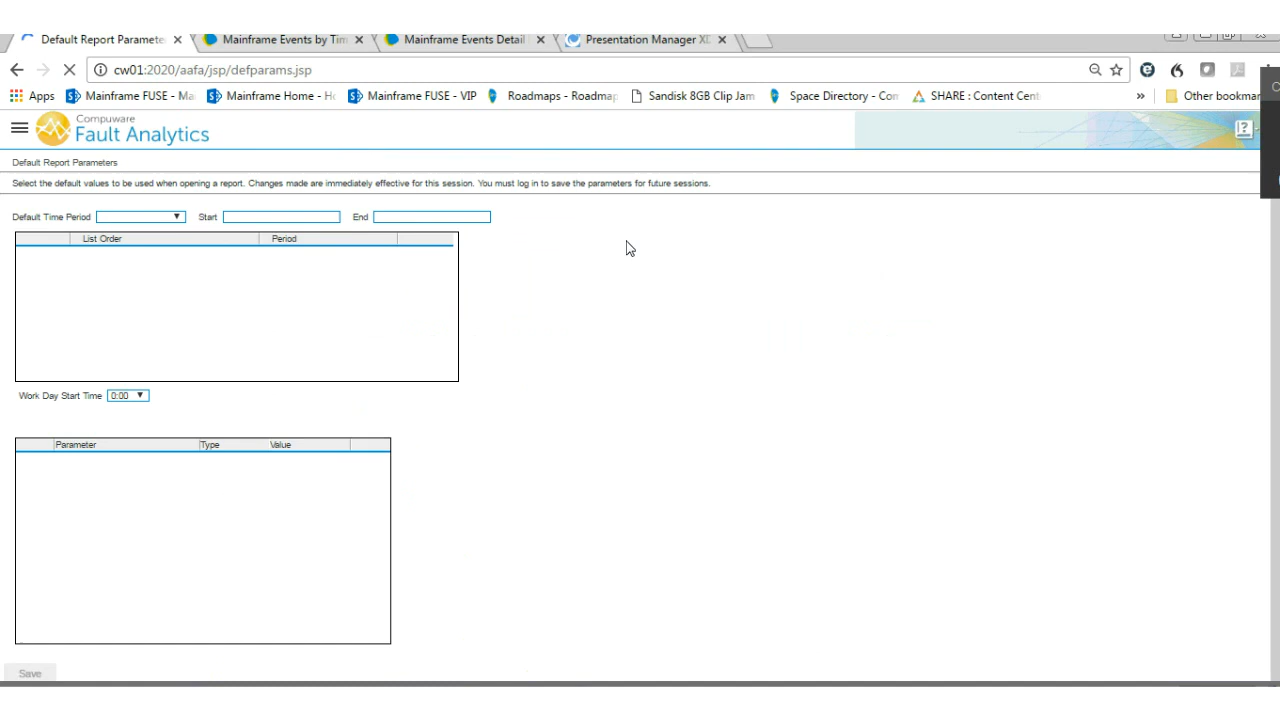 Default Report Paramete Mainframe Events by Tim Mainframe Events Detail Presentation Manager
cw01:2020/aafa/jsp/defparams.jsp
Apps Mainframe FUSE - Ma Mainframe Home - Ho Mainframe FUSE - VIP Roadmaps - Roadmap Sandisk 8GB Clip Jam Space Directory - Con SHARE : Content Cent » Other bookmar
Compuware
Fault Analytics
Default Report Parameters
Select the default values to be used when opening a report. Changes made are immediately effective for this session. You must log in to save the parameters for future sessions.
Default Time Period Start End
List Order Period
Work Day Start Time 0:00
Parameter Type Value
Save